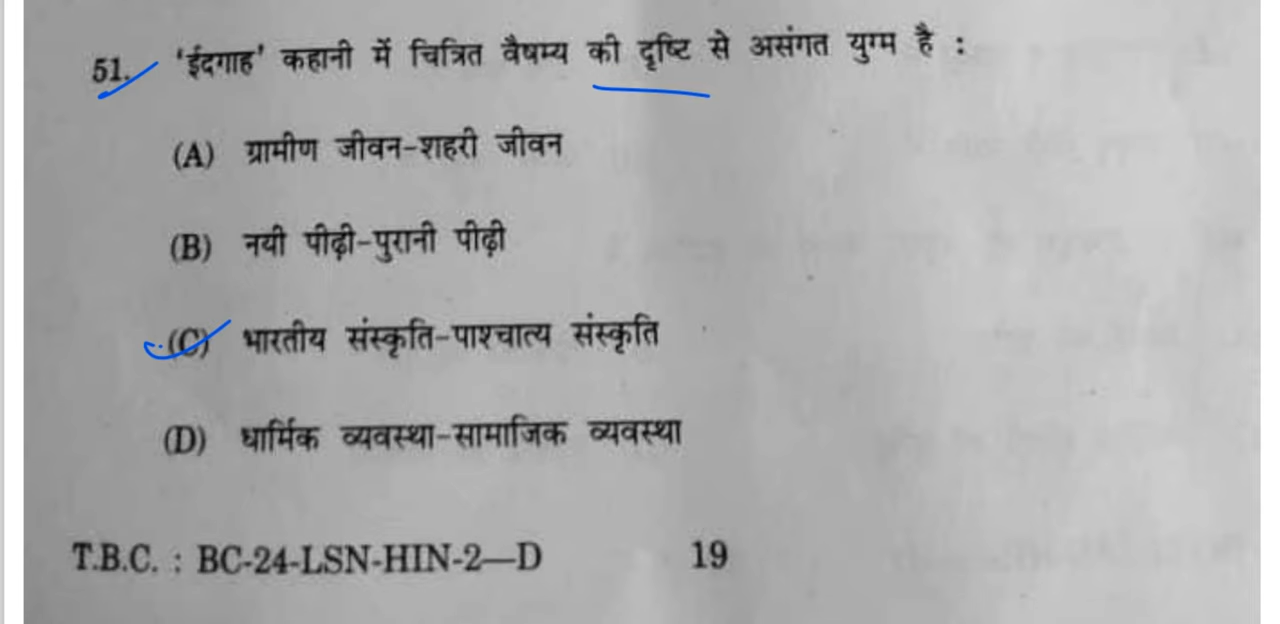 51. 'ईदगाह' कहानी में चित्रित वैषम्य की दृष्टि से असंगत युग्म है :
(A) ग्रामीण जीवन-शहरी जीवन
(B) नयी पीढ़ी-पुरानी पीढ़ी
(C) भारतीय संस्कृति-पाश्चात्य संस्कृति
(D) धार्मिक व्यवस्था-सामाजिक व्यवस्था
T.B.C. : BC-24-LSN-HIN-2—D 19